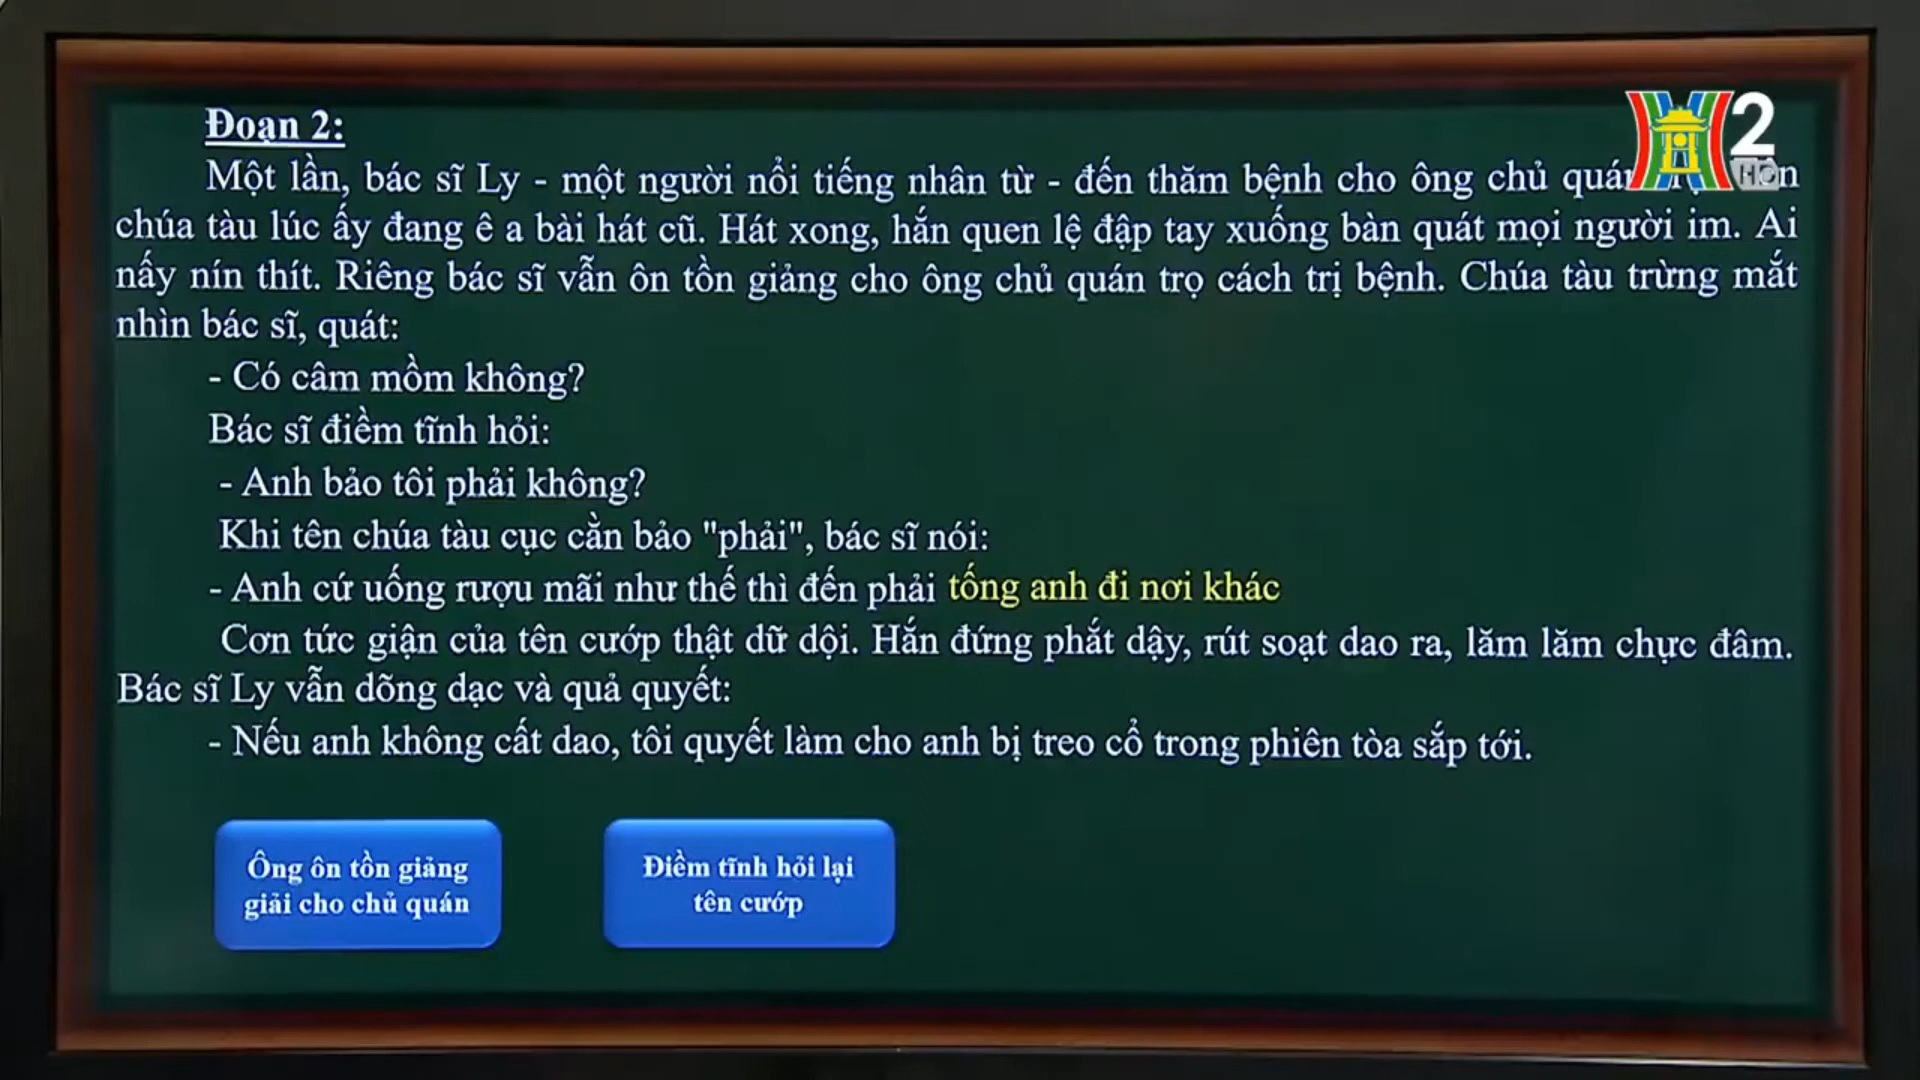 Đoạn 2:
Một lần, bác sĩ Ly - một người nổi tiếng nhân từ - đến thăm bệnh cho ông chủ
chúa tàu lúc ấy đang ê a bài hát cũ. Hát xong, hắn quen lệ đập tay xuống bàn quát mọi người im. Ai
nấy nín thít. Riêng bác sĩ vẫn ôn tồn giảng cho ông chủ quán trọ cách trị bệnh. Chúa tàu trừng mắt
nhìn bác sĩ, quát:
- Có câm mồm không?
Bác sĩ điềm tĩnh hỏi:
- Anh bảo tôi phải không?
Khi tên chúa tàu cục cằn bảo "phải", bác sĩ nói:
- Anh cứ uống rượu mãi như thế thì đến phải tống anh đi nơi khác
Cơn tức giận của tên cướp thật dữ dội. Hắn đứng phắt dậy, rút soạt dao ra, lăm lăm chực đâm.
Bác sĩ Ly vẫn dõng dạc và quả quyết:
- Nếu anh không cất dao, tôi quyết làm cho anh bị treo cổ trong phiên tòa sắp tới.
Ông ôn tồn giảng
giải cho chủ quán
Điềm tĩnh hỏi lại
tên cướp
H2
HD